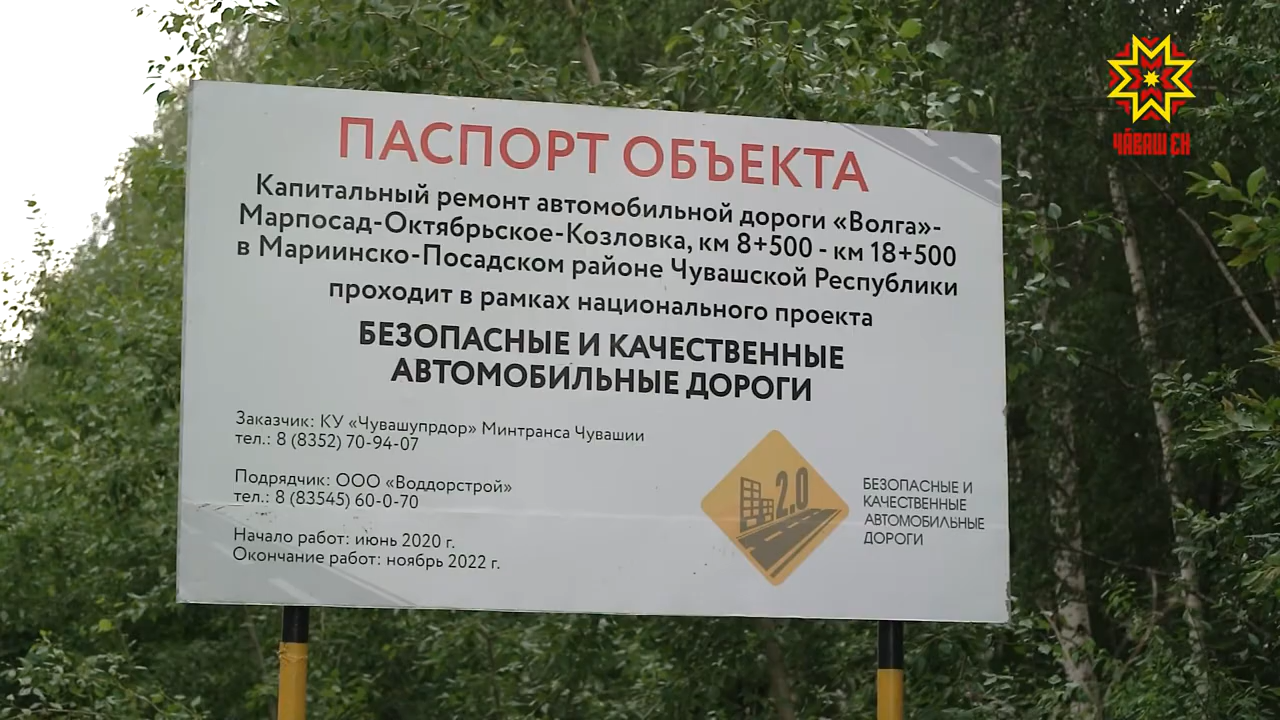 ПАСПОРТ ОБЪЕКТА
Капитальный ремонт автомобильной дороги «Волга»-
Марпосад-Октябрьское-Козловка, км 8+500 - км 18+500
в Мариинско-Посадском районе Чувашской Республики
проходит в рамках национального проекта
БЕЗОПАСНЫЕ И КАЧЕСТВЕННЫЕ
АВТОМОБИЛЬНЫЕ ДОРОГИ
Заказчик: КУ «Чувашупрдор» Минтранса Чувашии
тел.: 8 (8352) 70-94-07
Подрядчик: ООО «Воддорстрой»
тел.: 8 (83545) 60-0-70
Начало работ: июнь 2020 г.
Окончание работ: ноябрь 2022 г.
2.0
БЕЗОПАСНЫЕ И
КАЧЕСТВЕННЫЕ
АВТОМОБИЛЬНЫЕ
ДОРОГИ
ЧӐВАШ ЕН